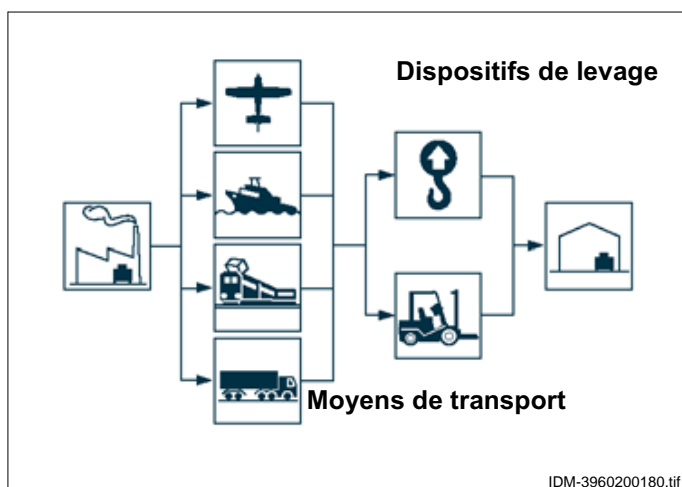 Dispositifs de levage
Moyens de transport
IDM-3960200180.tif